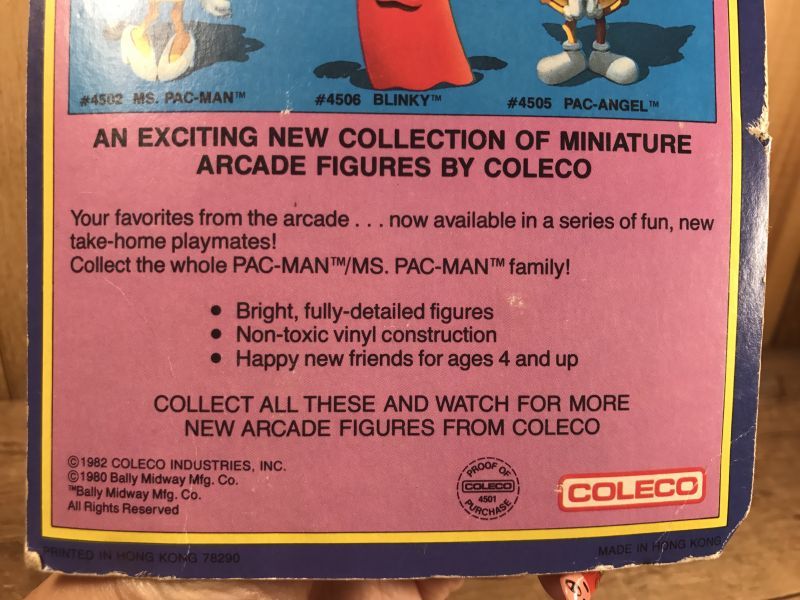 #4502 MS. PAC-MAN™
#4506 BLINKY™
#4505 PAC-ANGEL™
AN EXCITING NEW COLLECTION OF MINIATURE
ARCADE FIGURES BY COLECO
Your favorites from the arcade . . . now available in a series of fun, new
take-home playmates!
Collect the whole PAC-MAN™/MS. PAC-MAN™ family!
• Bright, fully-detailed figures
• Non-toxic vinyl construction
• Happy new friends for ages 4 and up
COLLECT ALL THESE AND WATCH FOR MORE
NEW ARCADE FIGURES FROM COLECO
©1982 COLECO INDUSTRIES, INC.
©1980 Bally Midway Mfg. Co.
™Bally Midway Mfg. Co.
All Rights Reserved
PROOF OF
COLECO
4501
PURCHASE
COLECO
PRINTED IN HONG KONG 78290
MADE IN HONG KONG